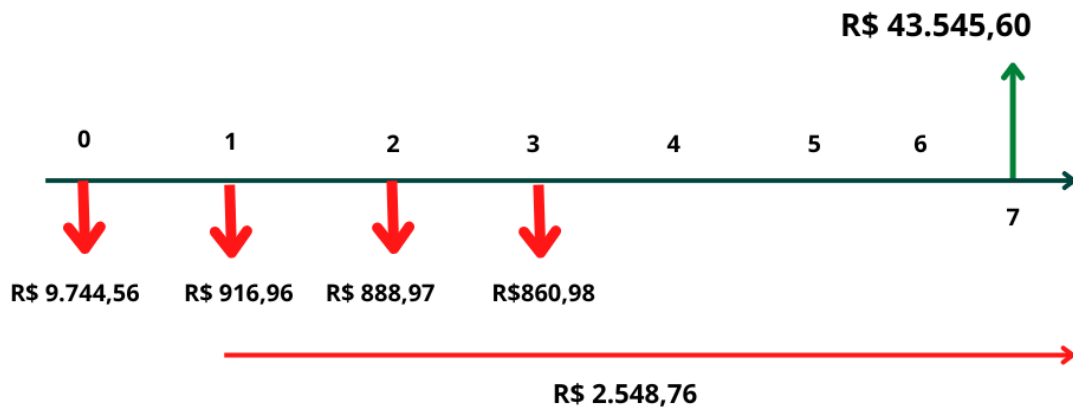 R$ 43.545,60
0 1 2 3 4 5 6
7
R$ 9.744,56 R$ 916,96 R$ 888,97 R$860,98
R$ 2.548,76